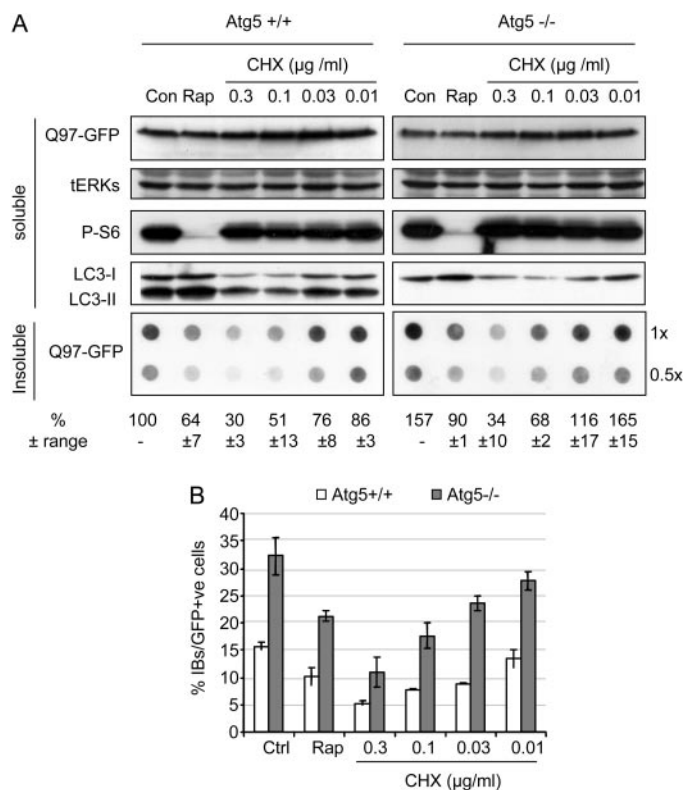 A
Atg5 +/+ Atg5 -/-
CHX (µg /ml) CHX (µg /ml)
Con Rap 0.3 0.1 0.03 0.01 Con Rap 0.3 0.1 0.03 0.01
soluble
Q97-GFP
tERKs
P-S6
LC3-I
LC3-II
Insoluble
Q97-GFP
1x
0.5x
% 100 64 30 51 76 86 157 90 34 68 116 165
± range - ±7 ±3 ±13 ±8 ±3 - ±1 ±10 ±2 ±17 ±15
B
Atg5+/+ Atg5-/-
% IBs/GFP+ve cells
40
35
30
25
20
15
10
5
0
Ctrl Rap 0.3 0.1 0.03 0.01
CHX (µg/ml)